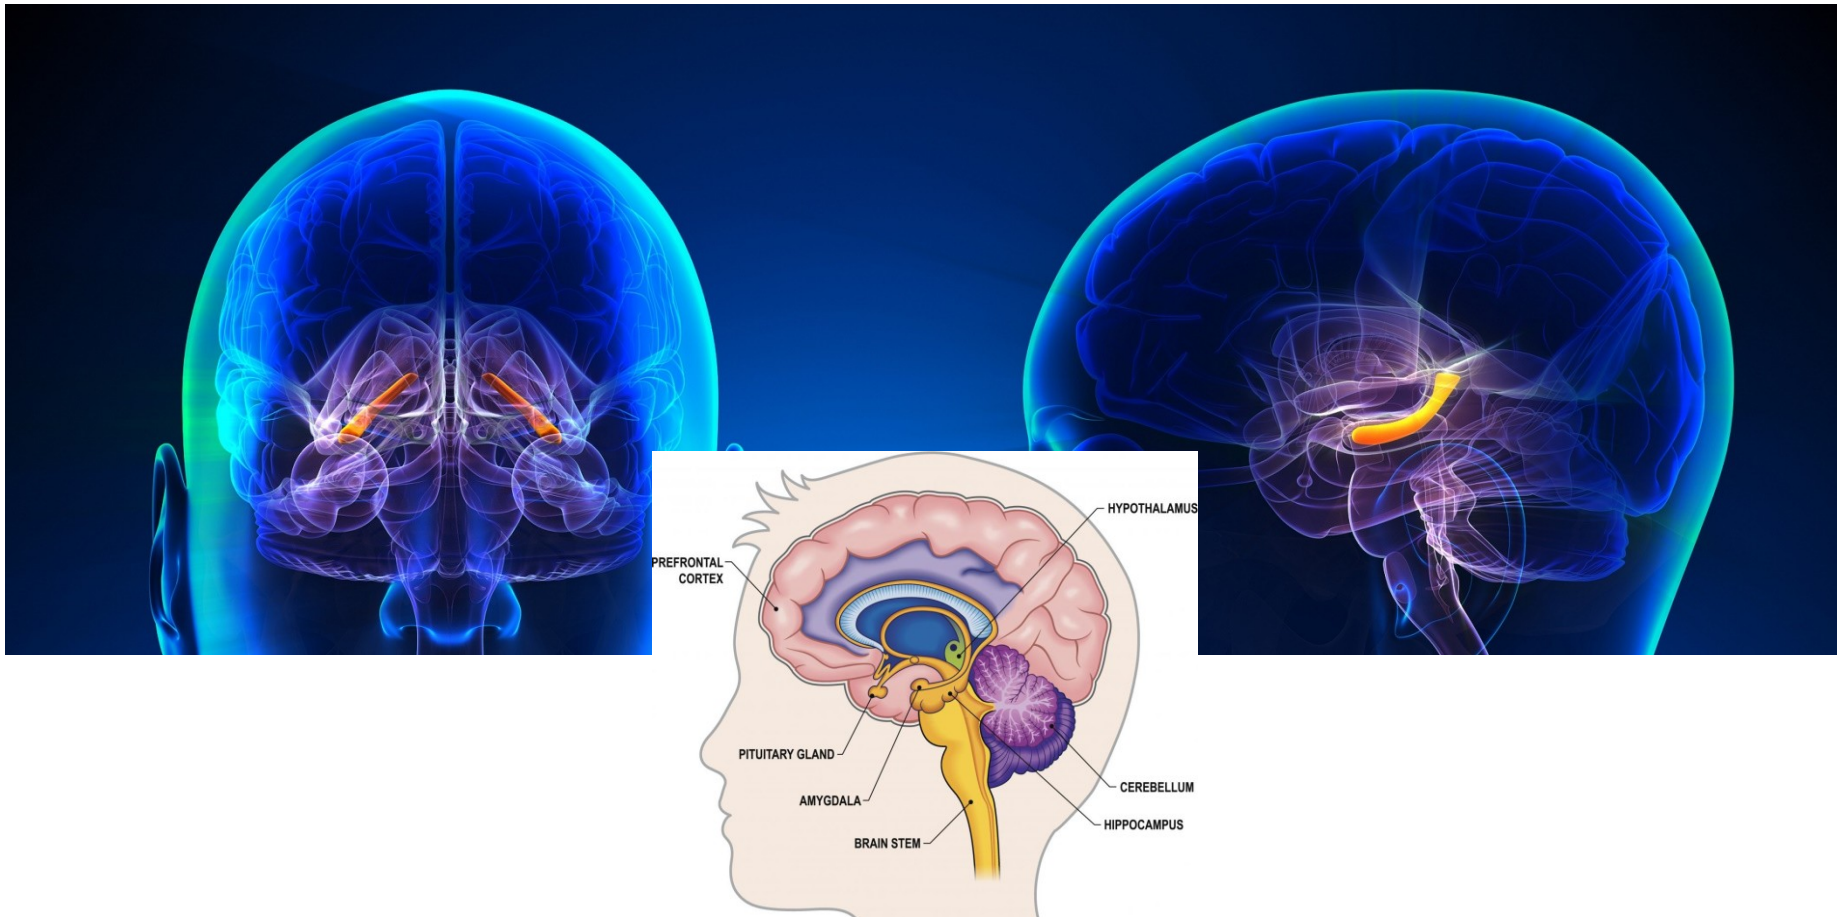 HYPOTHALAMUS
PREFRONTAL
CORTEX
PITUITARY GLAND
AMYGDALA
BRAIN STEM
CEREBELLUM
HIPPOCAMPUS